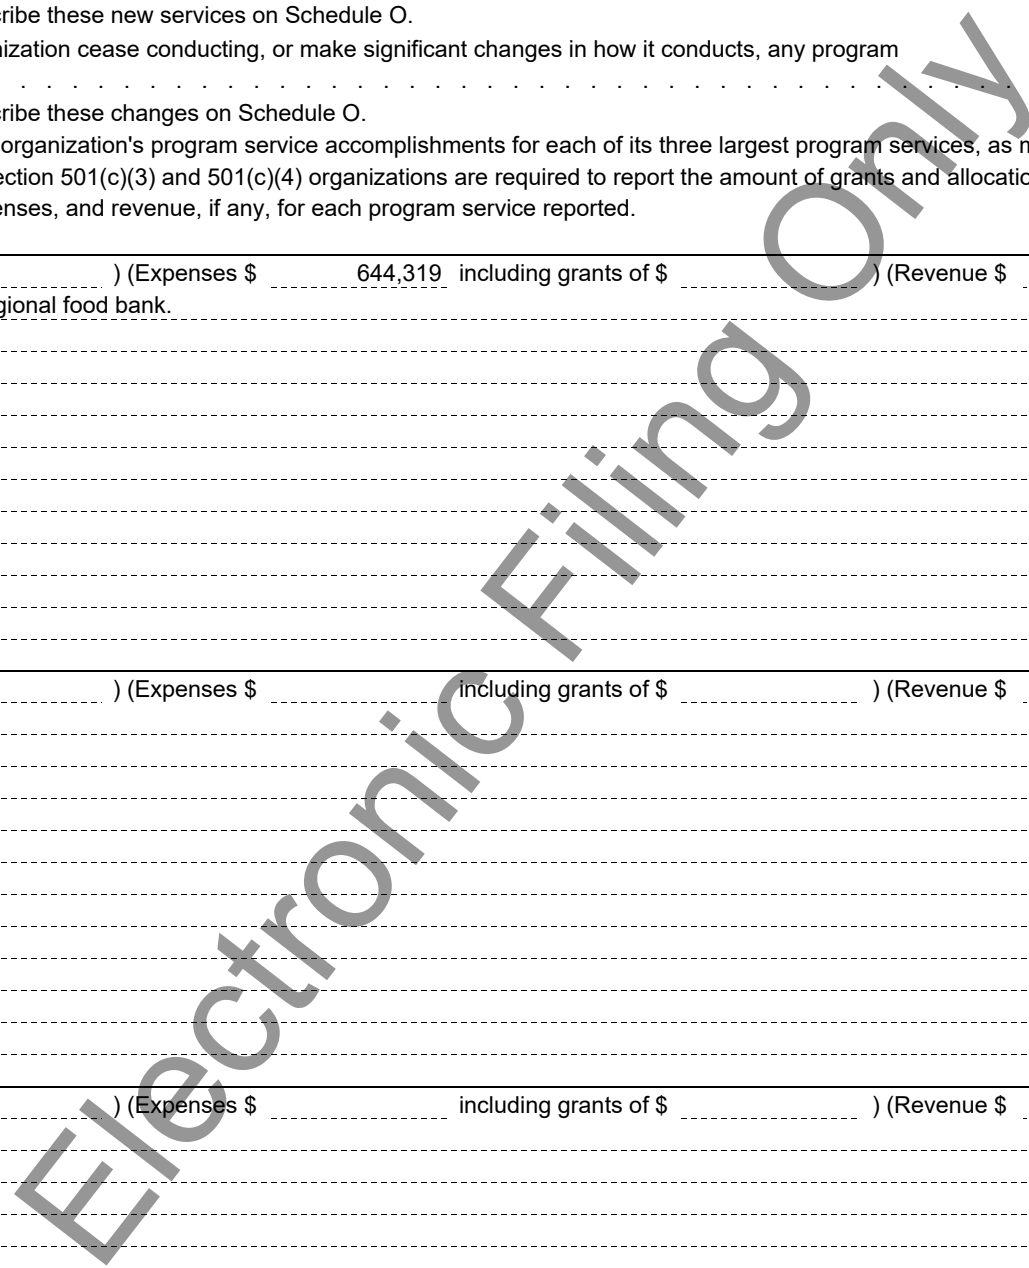 cribe these new services on Schedule O.
nization cease conducting, or make significant changes in how it conducts, any program
. . . . . . . . . . . . . . . . . . . . . . . . . . . . . . . . . . . . . . .
cribe these changes on Schedule O.
organization's program service accomplishments for each of its three largest program services, as m
ection 501(c)(3) and 501(c)(4) organizations are required to report the amount of grants and allocatio
enses, and revenue, if any, for each program service reported.
) (Expenses $ 644,319 including grants of $ ) (Revenue $
gional food bank.
) (Expenses $ including grants of $ ) (Revenue $
) (Expenses $ including grants of $ ) (Revenue $
Electronic Filing Only